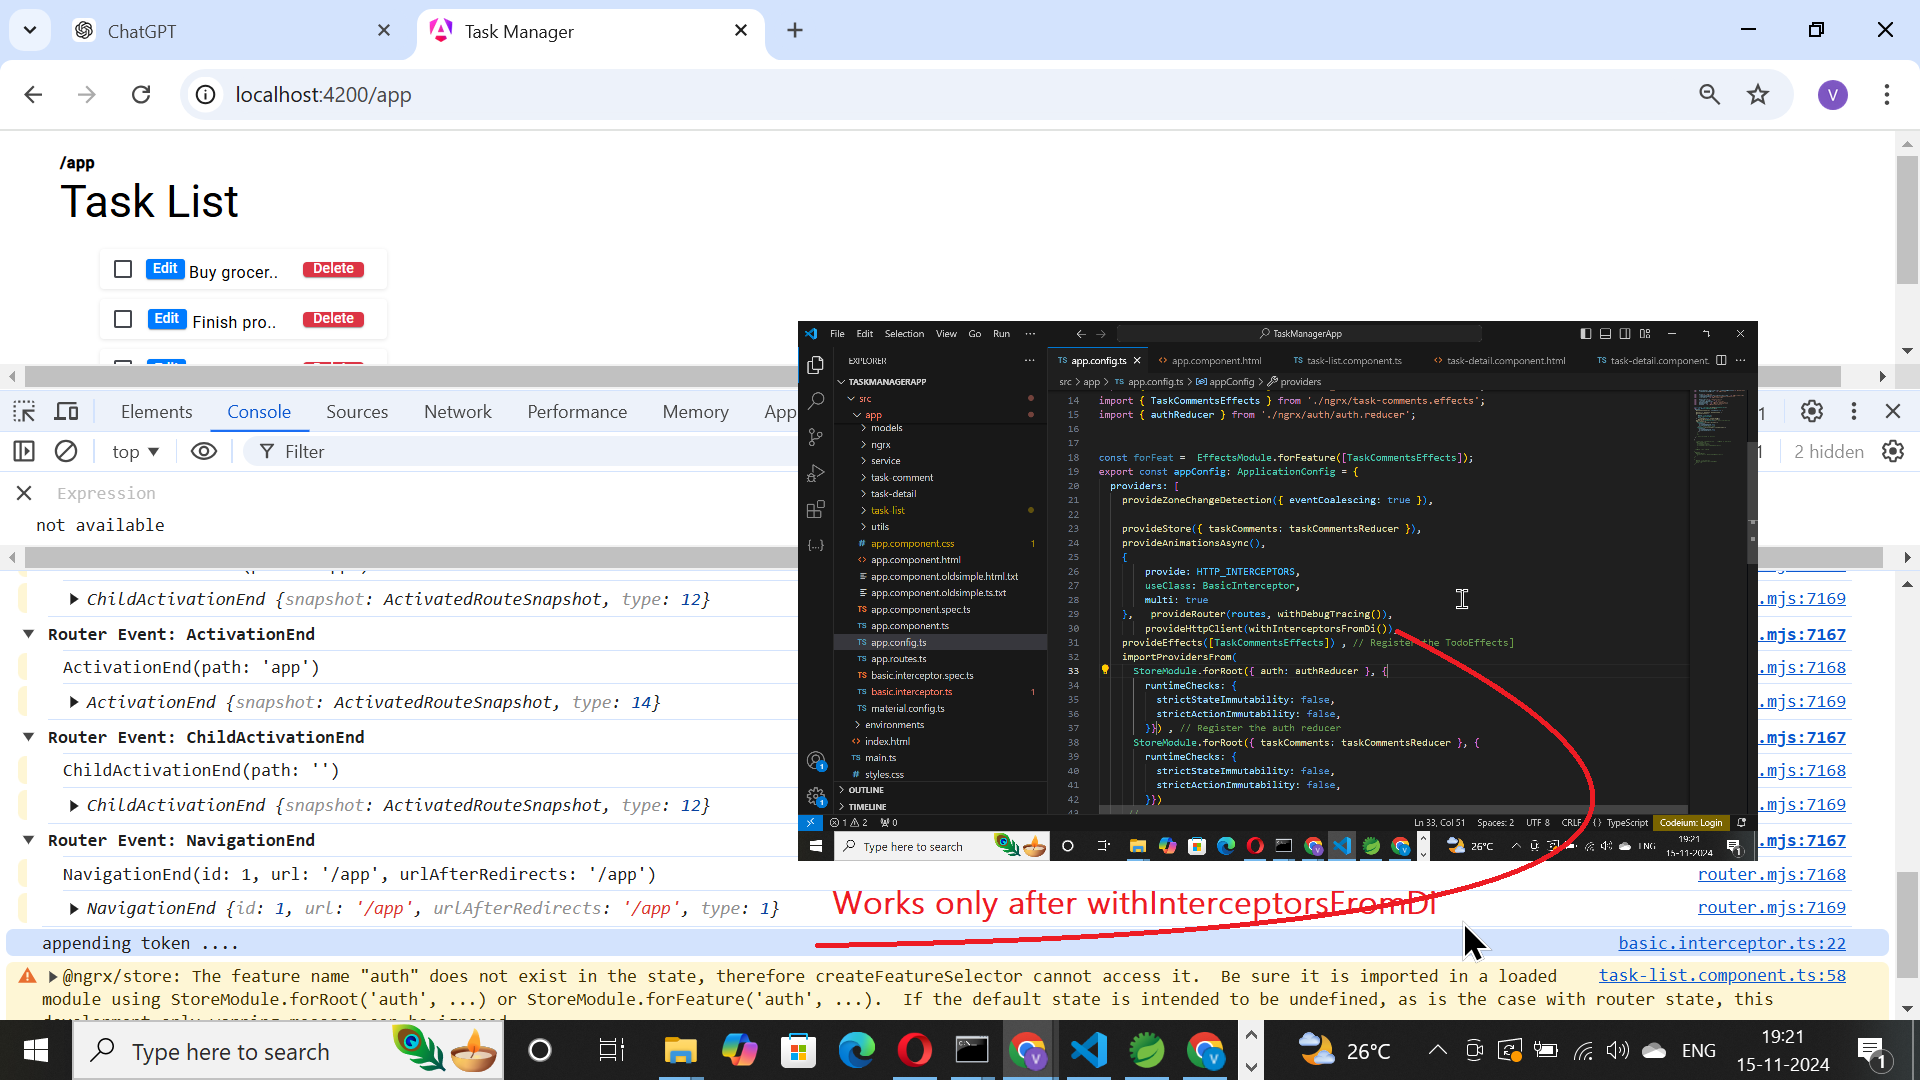 ChatGPT
Task Manager
localhost:4200/app
V
/app
Task List
Edit Buy grocer.. Delete
Edit Finish pro.. Delete
Elements Console Sources Network Performance Memory App
top Filter
2 hidden
Expression
not available
ChildActivationEnd {snapshot: ActivatedRouteSnapshot, type: 12}
.mjs:7169
Router Event: ActivationEnd
.mjs:7167
ActivationEnd(path: 'app')
.mjs:7168
ActivationEnd {snapshot: ActivatedRouteSnapshot, type: 14}
.mjs:7169
Router Event: ChildActivationEnd
.mjs:7167
ChildActivationEnd(path: '')
.mjs:7168
ChildActivationEnd {snapshot: ActivatedRouteSnapshot, type: 12}
.mjs:7169
Router Event: NavigationEnd
.mjs:7167
NavigationEnd(id: 1, url: '/app', urlAfterRedirects: '/app')
router.mjs:7168
NavigationEnd {id: 1, url: '/app', urlAfterRedirects: '/app', type: 1}
router.mjs:7169
appending token ....
basic.interceptor.ts:22
@ngrx/store: The feature name "auth" does not exist in the state, therefore createFeatureSelector cannot access it. Be sure it is imported in a loaded
task-list.component.ts:58
module using StoreModule.forRoot('auth', ...) or StoreModule.forFeature('auth', ...). If the default state is intended to be undefined, as is the case with router state, this
File Edit Selection View Go Run ···
TaskManagerApp
EXPLORER
TASKMANAGERAPP
src
app
models
ngrx
service
task-comment
task-detail
task-list
utils
app.component.css 1
app.component.html
app.component.oldsimple.html.txt
app.component.oldsimple.ts.txt
app.component.spec.ts
app.component.ts
app.config.ts
app.routes.ts
basic.interceptor.spec.ts
basic.interceptor.ts 1
material.config.ts
environments
index.html
main.ts
styles.css
OUTLINE
TIMELINE
app.config.ts app.component.html task-list.component.ts task-detail.component.html task-detail.component.
src > app > app.config.ts > appConfig > providers
14 import { TaskCommentsEffects } from './ngrx/task-comments.effects';
15 import { authReducer } from './ngrx/auth/auth.reducer';
16
17
18 const forFeat = EffectsModule.forFeature([TaskCommentsEffects]);
19 export const appConfig: ApplicationConfig = {
20 providers: [
21 provideZoneChangeDetection({ eventCoalescing: true }),
22
23 provideStore({ taskComments: taskCommentsReducer }),
24 provideAnimationsAsync(),
25 {
26 provide: HTTP_INTERCEPTORS,
27 useClass: BasicInterceptor,
28 multi: true
29 }, provideRouter(routes, withDebugTracing()),
30 provideHttpClient(withInterceptorsFromDi()),
31 provideEffects([TaskCommentsEffects]) , // Register the TodoEffects]
32 importProvidersFrom(
33 StoreModule.forRoot({ auth: authReducer }, {
34 runtimeChecks: {
35 strictStateImmutability: false,
36 strictActionImmutability: false,
37 }}) , // Register the auth reducer
38 StoreModule.forRoot({ taskComments: taskCommentsReducer }, {
39 runtimeChecks: {
40 strictStateImmutability: false,
41 strictActionImmutability: false,
42 }})
1 2 0
Ln 33, Col 51 Spaces: 2 UTF 8 CRLF TypeScript Codeium: Login
Type here to search
26°C
ENG
19:21
15-11-2024
Works only after withInterceptorsFromDi
Type here to search
26°C
ENG
19:21
15-11-2024
1